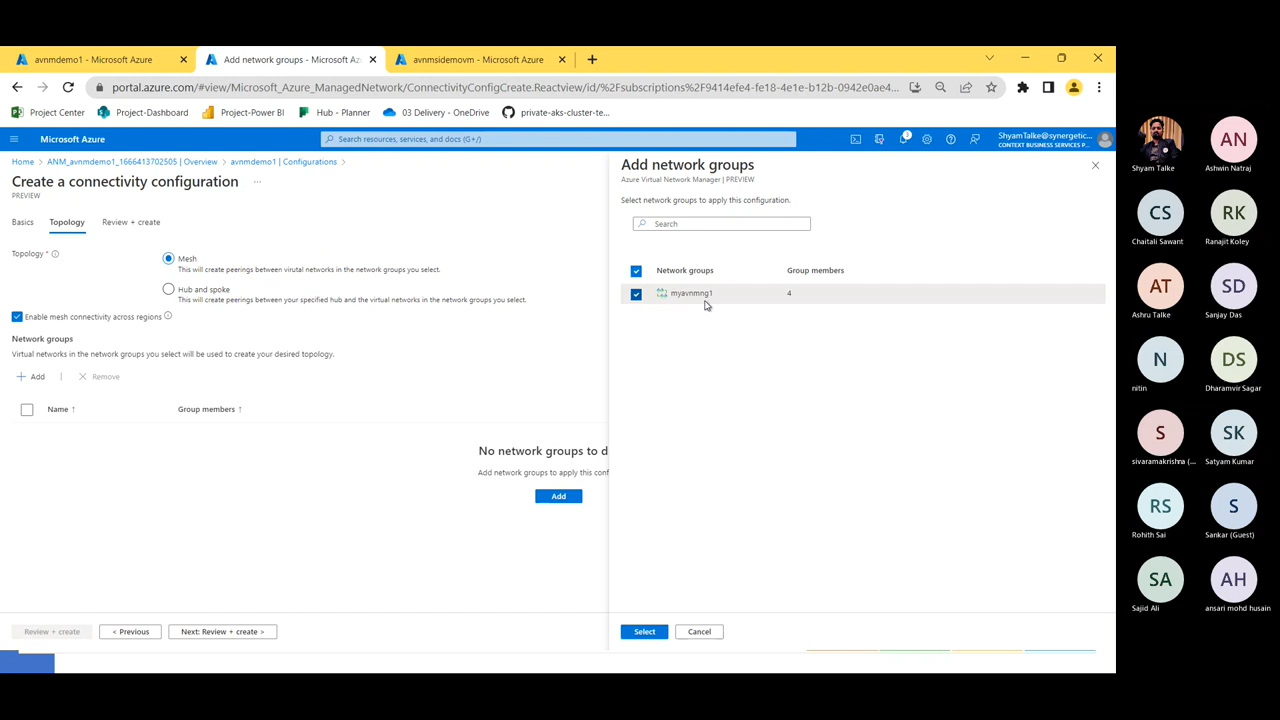 avnmdemo1 - Microsoft Azure
Add network groups - Microsoft Az
avnmsidemovm - Microsoft Azure
portal.azure.com/#view/Microsoft_Azure_ManagedNetwork/ConnectivityConfigCreate.Reactview/id/%2Fsubscriptions%2F9414efe4-fe18-4e1e-b12b-0942e0ae4...
Project Center
Project-Dashboard
Project-Power BI
Hub - Planner
03 Delivery - OneDrive
private-aks-cluster-te...
Microsoft Azure
Search resources, services, and docs (G+/)
ShyamTalke@synergetic...
CONTEXT BUSINESS SERVICES P...
Home > ANM_avnmdemo1_1666413702505 | Overview > avnmdemo1 | Configurations >
Create a connectivity configuration ...
PREVIEW
Basics Topology Review + create
Topology *
Mesh
This will create peerings between virutal networks in the network groups you select.
Hub and spoke
This will create peerings between your specified hub and the virtual networks in the network groups you select.
Enable mesh connectivity across regions
Network groups
Virtual networks in the network groups you select will be used to create your desired topology.
+ Add | Remove
Name ↑ Group members ↑
No network groups to d
Add network groups to apply this conf
Add
Review + create
< Previous
Next: Review + create >
Add network groups
Azure Virtual Network Manager | PREVIEW
Select network groups to apply this configuration.
Search
Network groups Group members
myavnmng1 4
Select
Cancel
Shyam Talke
AN
Ashwin Natraj
CS
Chaitali Sawant
RK
Ranajit Koley
AT
Ashru Talke
SD
Sanjay Das
N
nitin
DS
Dharamvir Sagar
S
sivaramakrishna (...
SK
Satyam Kumar
RS
Rohith Sai
S
Sankar (Guest)
SA
Sajid Ali
AH
ansari mohd husain